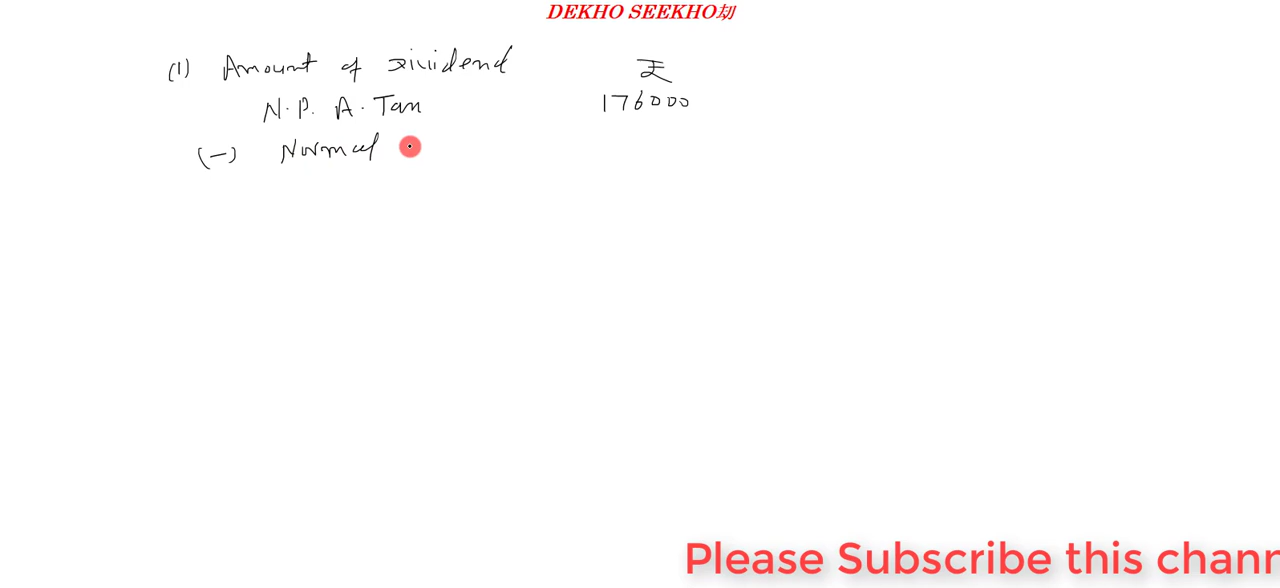 DEKHO SEEKHO
(1) Amount of Dividend ₹
N.P. A. Tax 176000
(-) Normal
Please Subscribe this chann